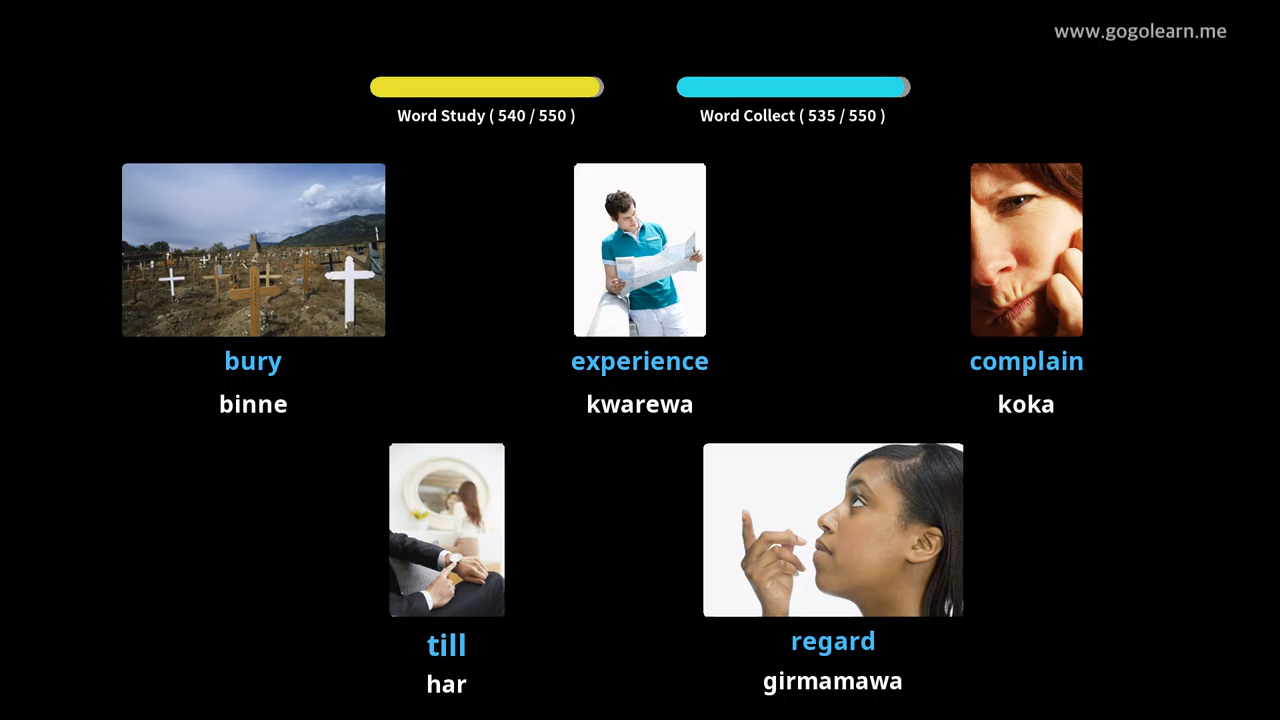 www.gogolearn.me
Word Study ( 540 / 550 )
Word Collect ( 535 / 550 )
bury
experience
complain
binne
kwarewa
koka
till
regard
har
girmamawa